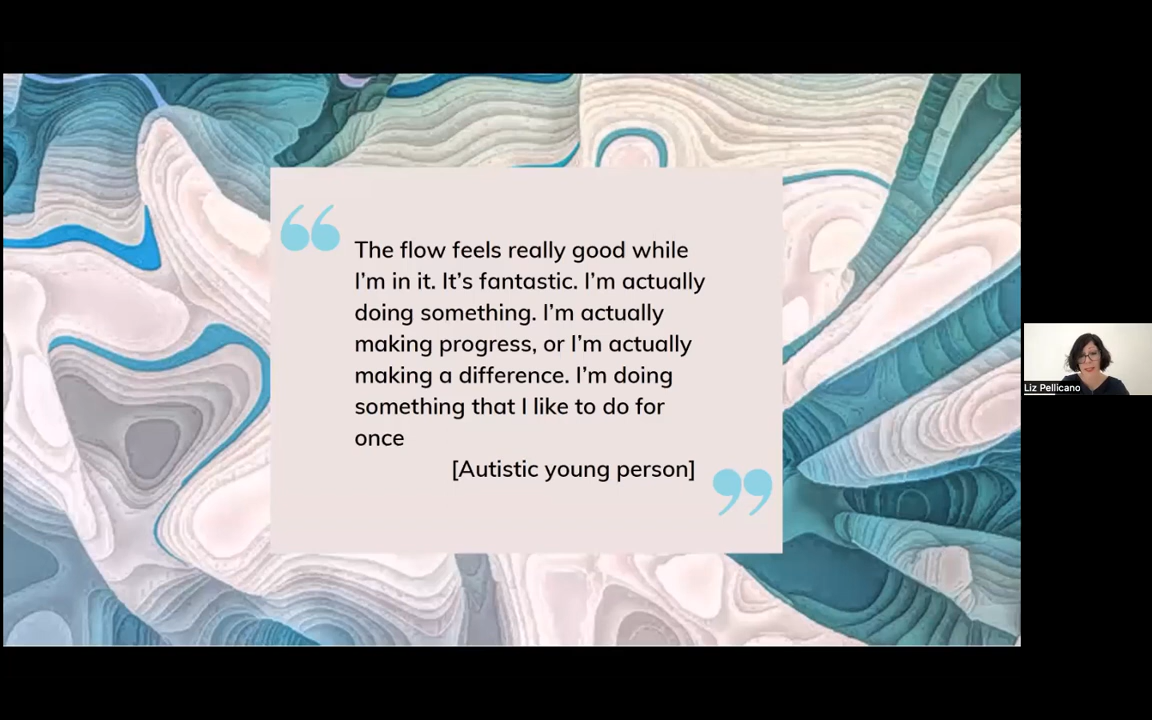 “
The flow feels really good while
I’m in it. It’s fantastic. I’m actually
doing something. I’m actually
making progress, or I’m actually
making a difference. I’m doing
something that I like to do for
once
[Autistic young person]
”
Liz Pellicano